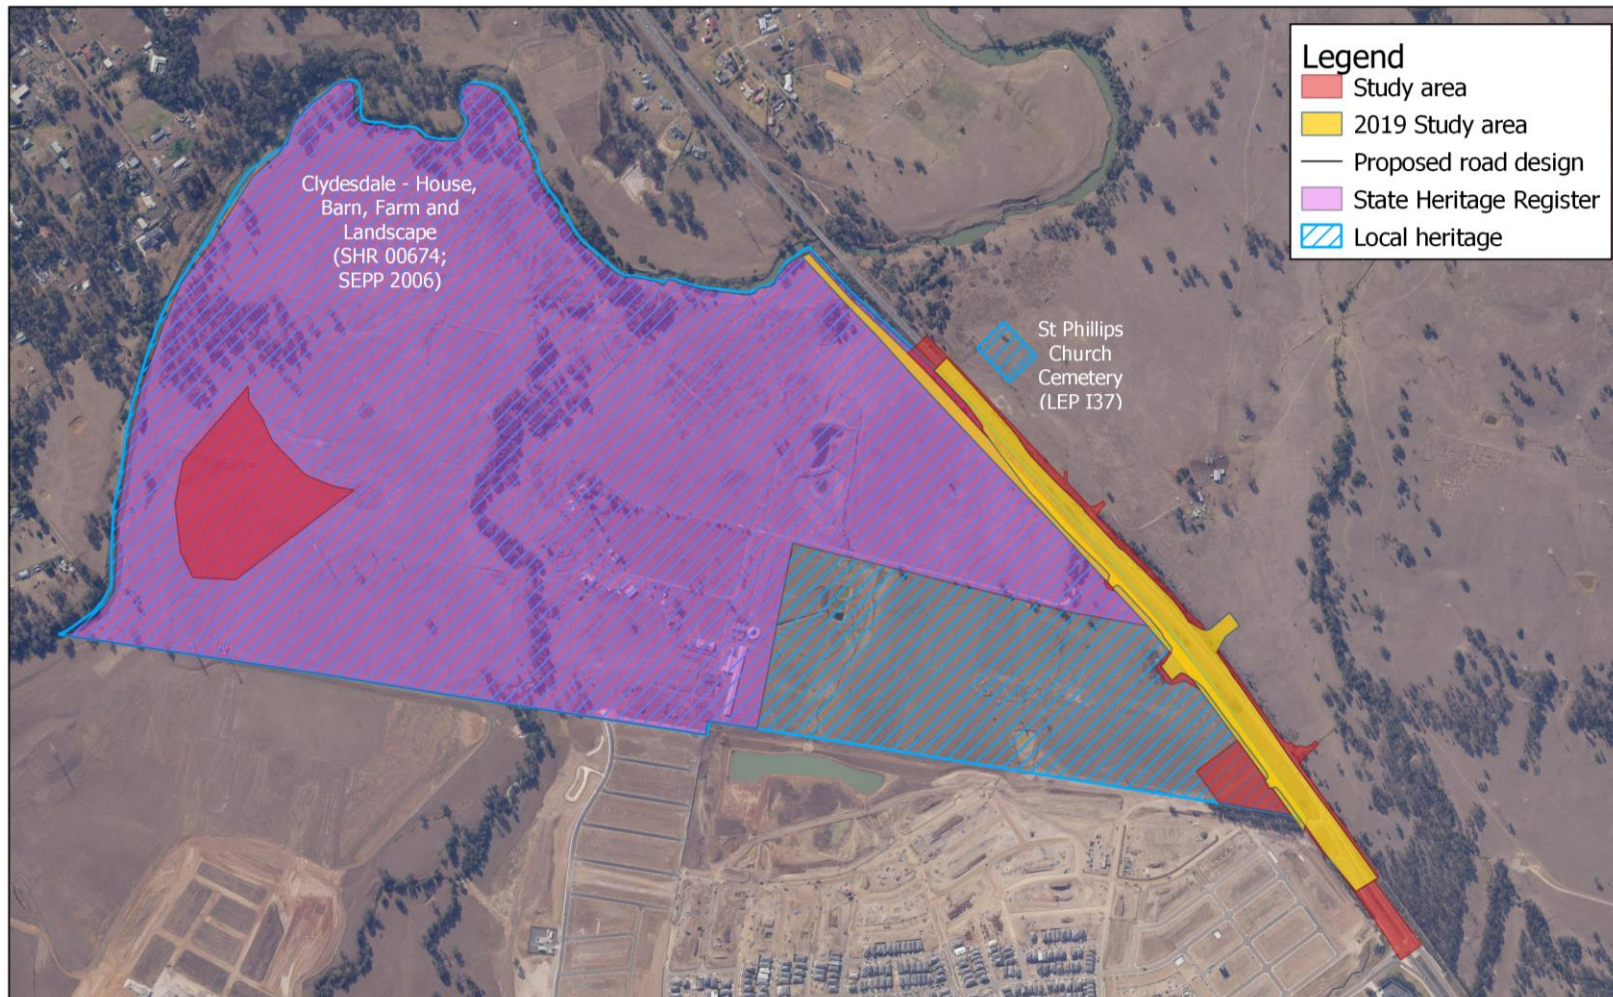 Legend
Study area
2019 Study area
Proposed road design
State Heritage Register
Local heritage
Clydesdale - House,
Barn, Farm and
Landscape
(SHR 00674;
SEPP 2006)
St Phillips
Church
Cemetery
(LEP I37)